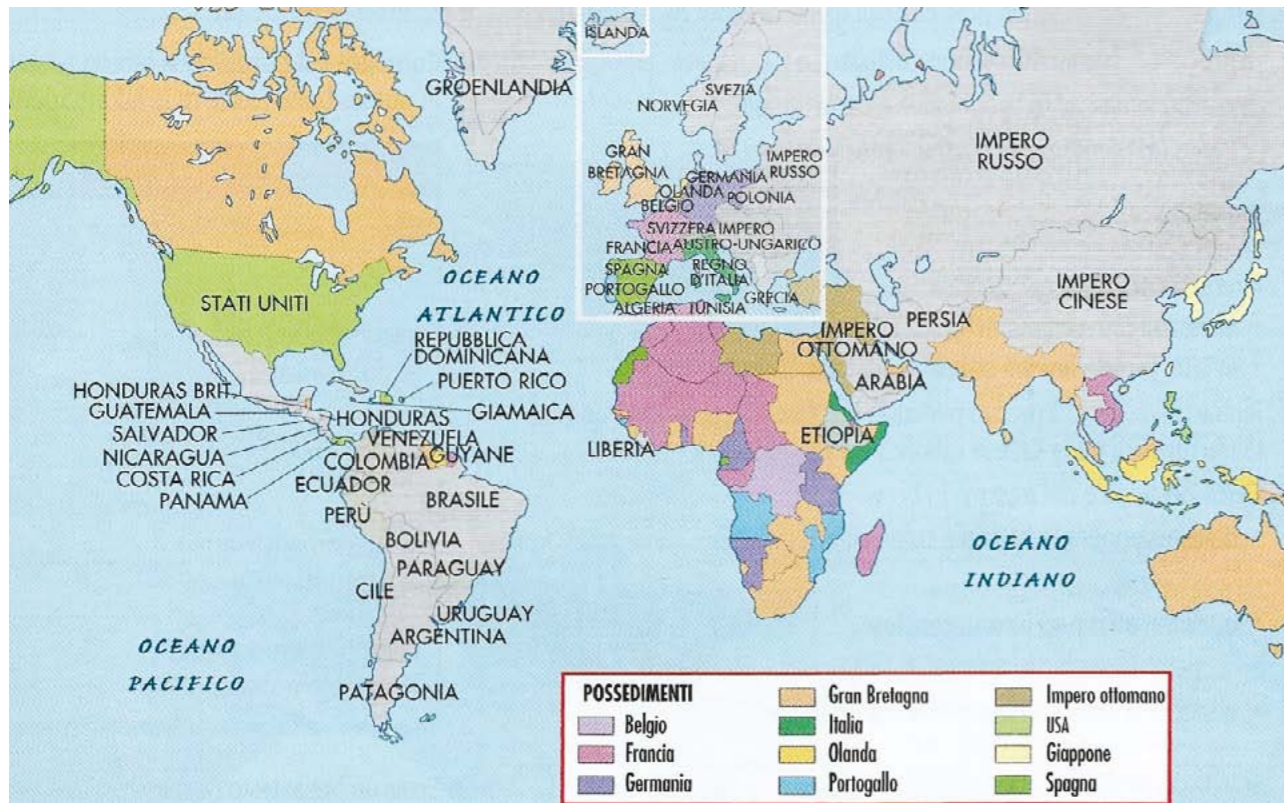 ISLANDA
GROENLANDIA
SVEZIA
NORVEGIA
IMPERO
RUSSO
GRAN
BRETAGNA
IMPERO
RUSSO
GERMANIA
OLANDA
POLONIA
BELGIO
SVIZZERA
IMPERO
AUSTRO-UNGARICO
FRANCIA
SPAGNA
REGNO
D'ITALIA
PORTOGALLO
GRECIA
ALGERIA
TUNISIA
STATI UNITI
OCEANO
ATLANTICO
IMPERO
CINESE
PERSIA
IMPERO
OTTOMANO
ARABIA
REPUBBLICA
DOMINICANA
PUERTO RICO
GIAMAICA
HONDURAS BRIT.
GUATEMALA
SALVADOR
NICARAGUA
COSTA RICA
PANAMA
HONDURAS
VENEZUELA
GUYANE
COLOMBIA
ECUADOR
BRASILE
PERÙ
BOLIVIA
PARAGUAY
CILE
URUGUAY
ARGENTINA
PATAGONIA
LIBERIA
ETIOPIA
OCEANO
INDIANO
OCEANO
PACIFICO
POSSEDIMENTI
Belgio
Francia
Germania
Gran Bretagna
Italia
Olanda
Portogallo
Impero ottomano
USA
Giappone
Spagna